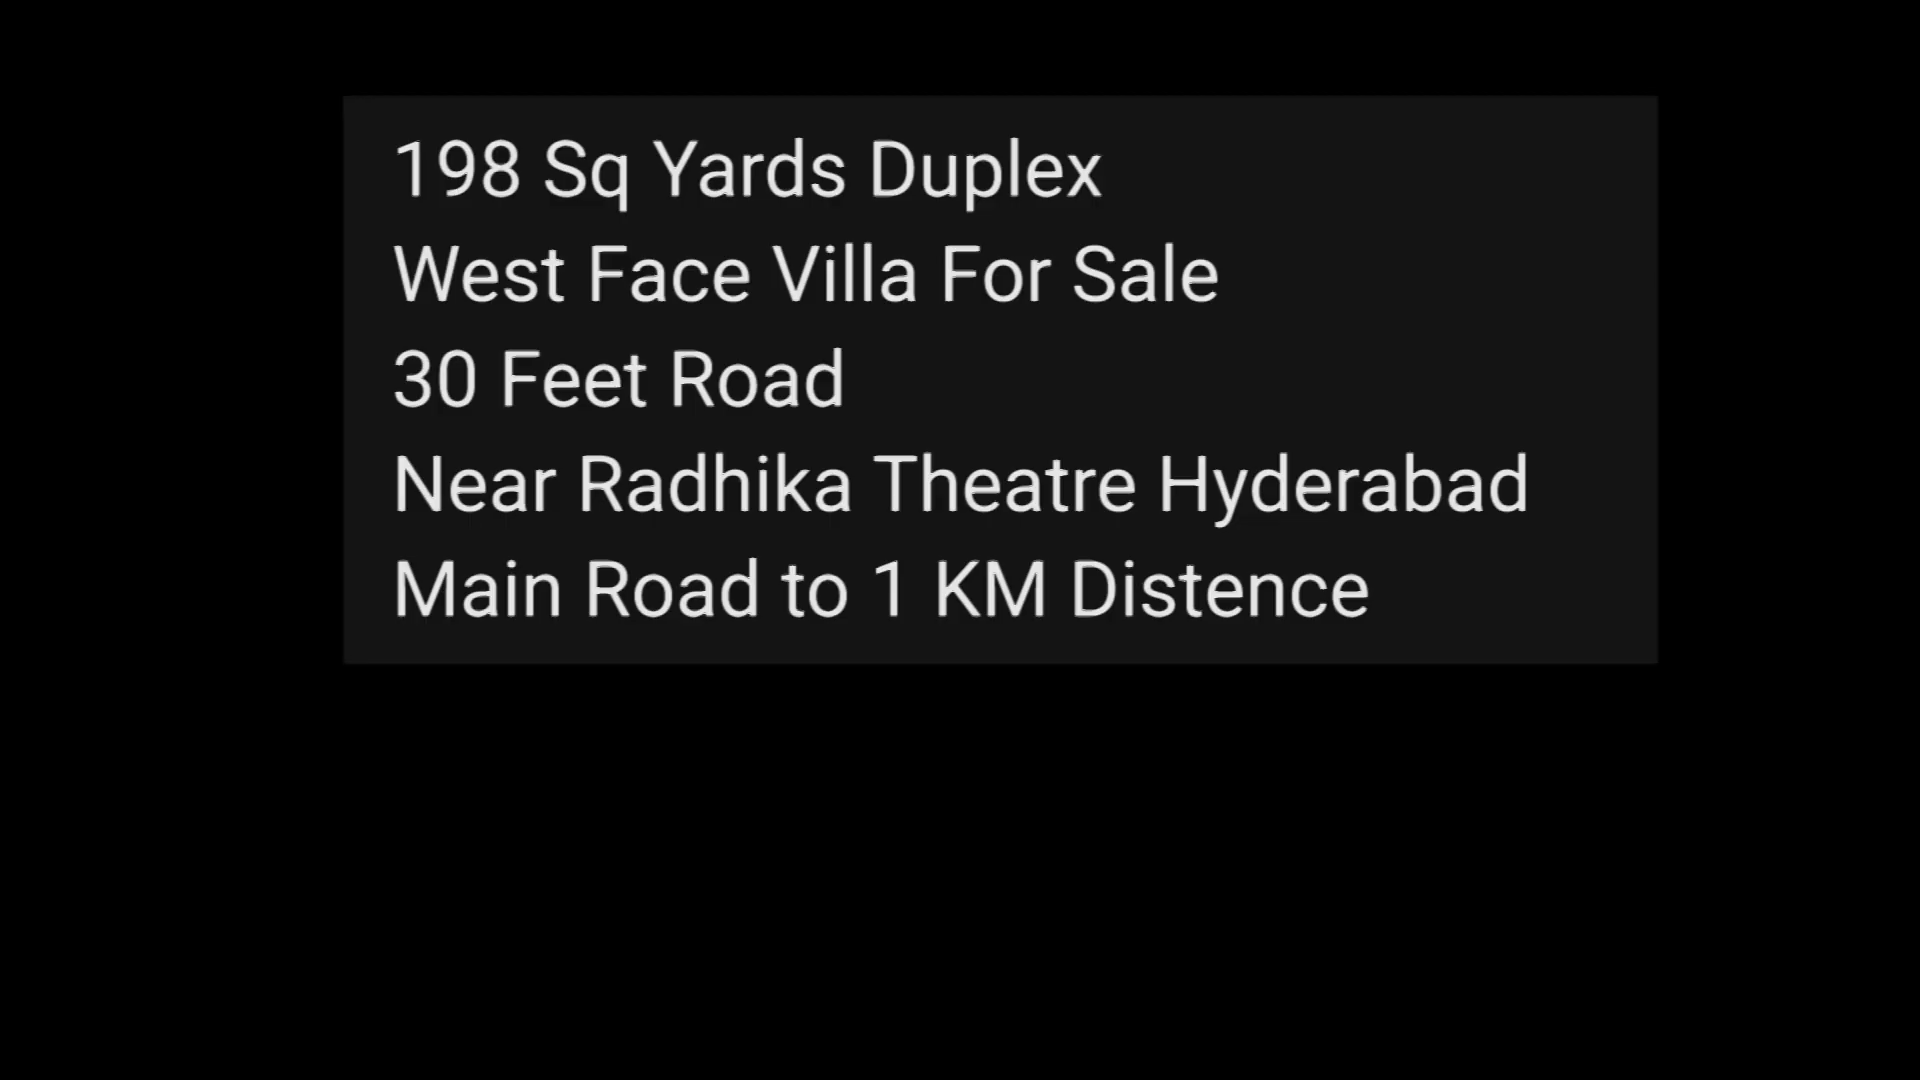 198 Sq Yards Duplex
West Face Villa For Sale
30 Feet Road
Near Radhika Theatre Hyderabad
Main Road to 1 KM Distence